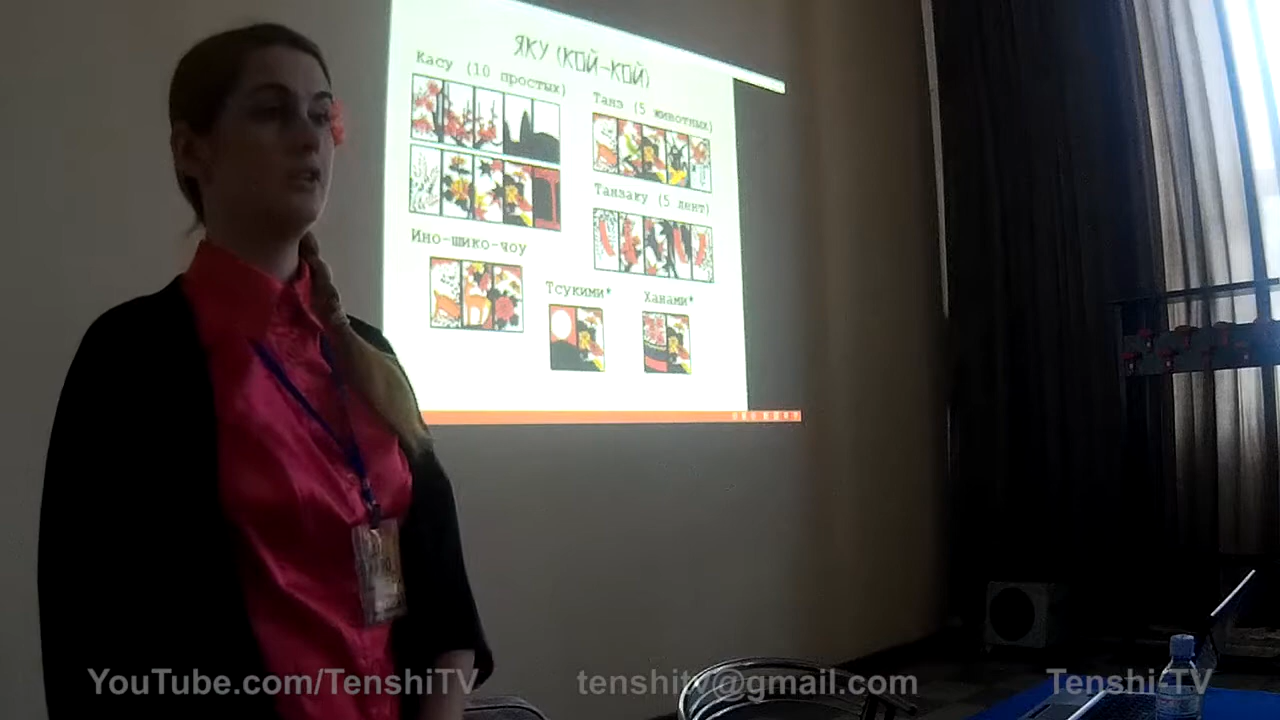 ЯКУ (КОЙ-КОЙ)
Касу (10 простых)
Танэ (5 животных)
Танзаку (5 лент)
Ино-шико-чоу
Тсукими*
Ханами*
YouTube.com/TenshiTV
tenshitv@gmail.com
Tenshi-TV